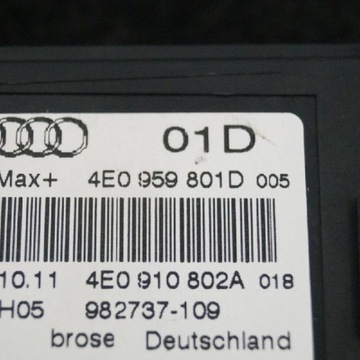 01D
Max+ 4E0 959 801D 005
10.11 4E0 910 802A 018
H05 982737-109
brose Deutschland